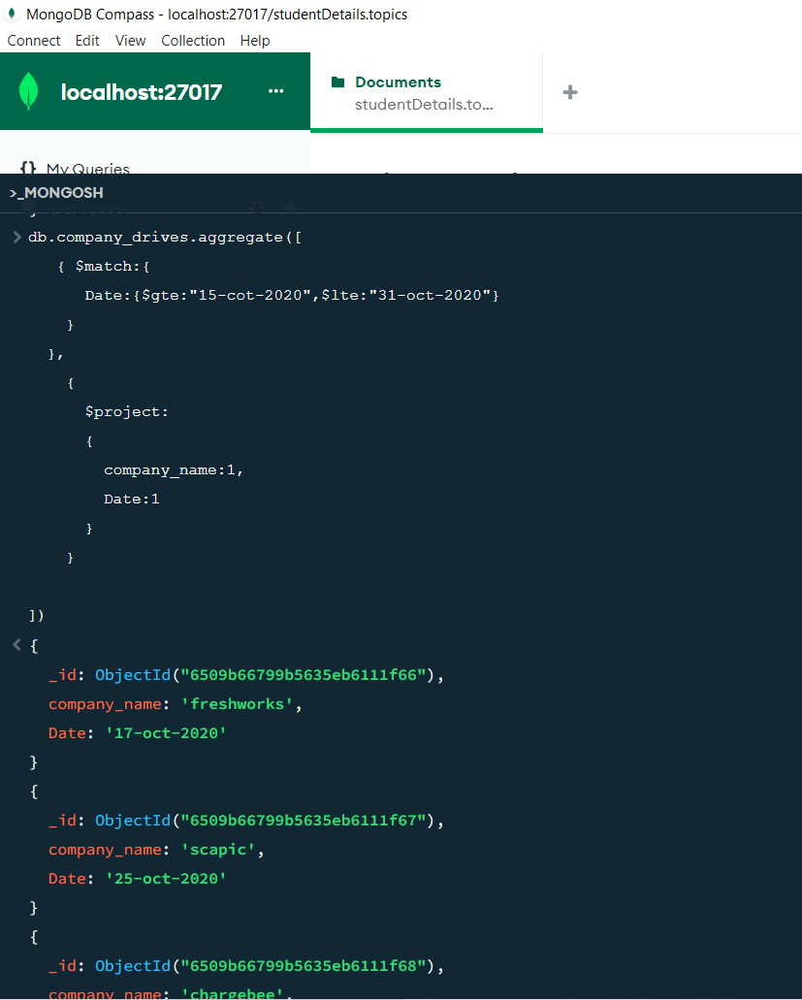 MongoDB Compass - localhost:27017/studentDetails.topics
Connect Edit View Collection Help
localhost:27017 ...
Documents
studentDetails.to...
+
{} My Queries
>_MONGOSH
db.company_drives.aggregate([
{ $match:{
Date:{$gte:"15-cot-2020",$lte:"31-oct-2020"}
}
},
{
$project:
{
company_name:1,
Date:1
}
}
])
{
_id: ObjectId("6509b66799b5635eb6111f66"),
company_name: 'freshworks',
Date: '17-oct-2020'
}
{
_id: ObjectId("6509b66799b5635eb6111f67"),
company_name: 'scapic',
Date: '25-oct-2020'
}
{
_id: ObjectId("6509b66799b5635eb6111f68"),
company_name: 'chargebee',